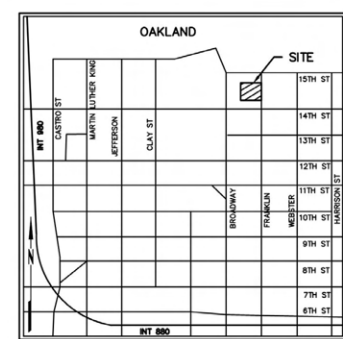 OAKLAND
SITE
15TH ST
14TH ST
13TH ST
12TH ST
11TH ST
10TH ST
9TH ST
8TH ST
7TH ST
6TH ST
INT 980
CASTRO ST
MARTIN LUTHER KING
JEFFERSON
CLAY ST
BROADWAY
FRANKLIN
WEBSTER
HARRISON ST
N
INT 880